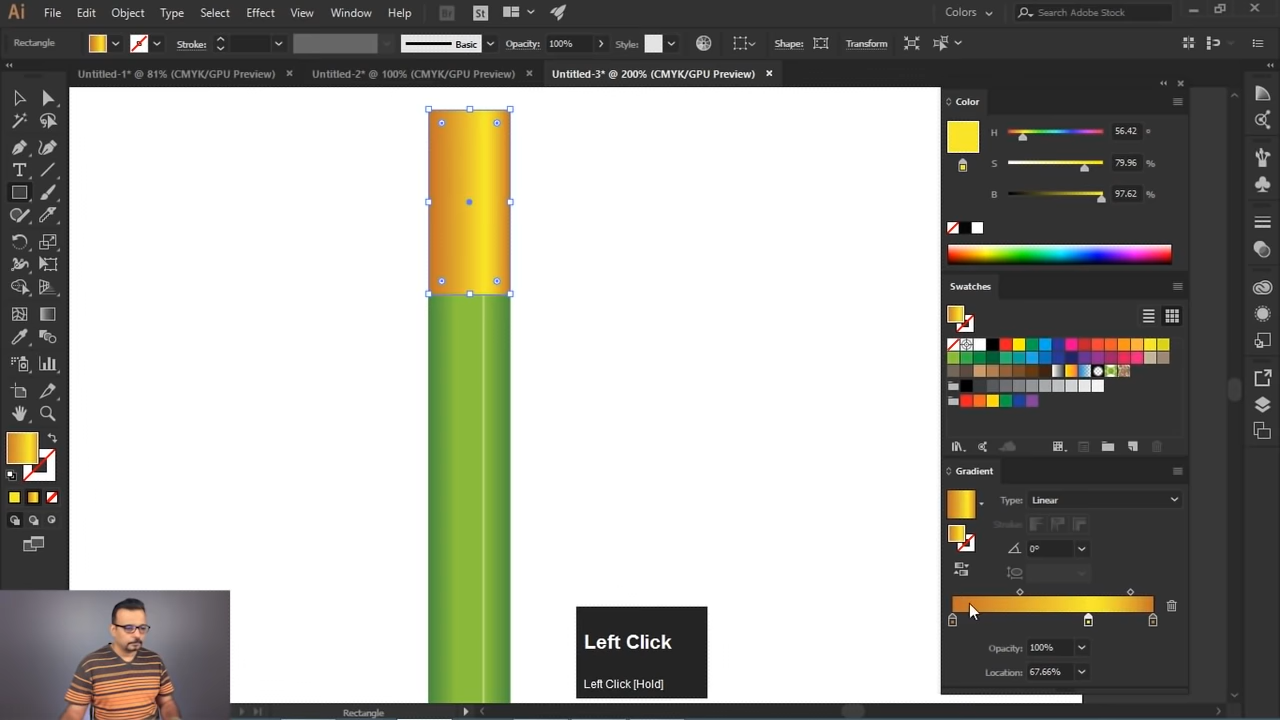 Ai File Edit Object Type Select Effect View Window Help Br St Colors Search Adobe Stock
Rectangle Stroke: Basic Opacity: 100% Style: Shape: Transform
Untitled-1* @ 81% (CMYK/GPU Preview) Untitled-2* @ 100% (CMYK/GPU Preview) Untitled-3* @ 200% (CMYK/GPU Preview)
Color
H 56.42 °
S 79.96 %
B 97.62 %
Swatches
Gradient
Type: Linear
Stroke:
0°
Opacity: 100%
Location: 67.66%
Left Click
Left Click [Hold]
Rectangle